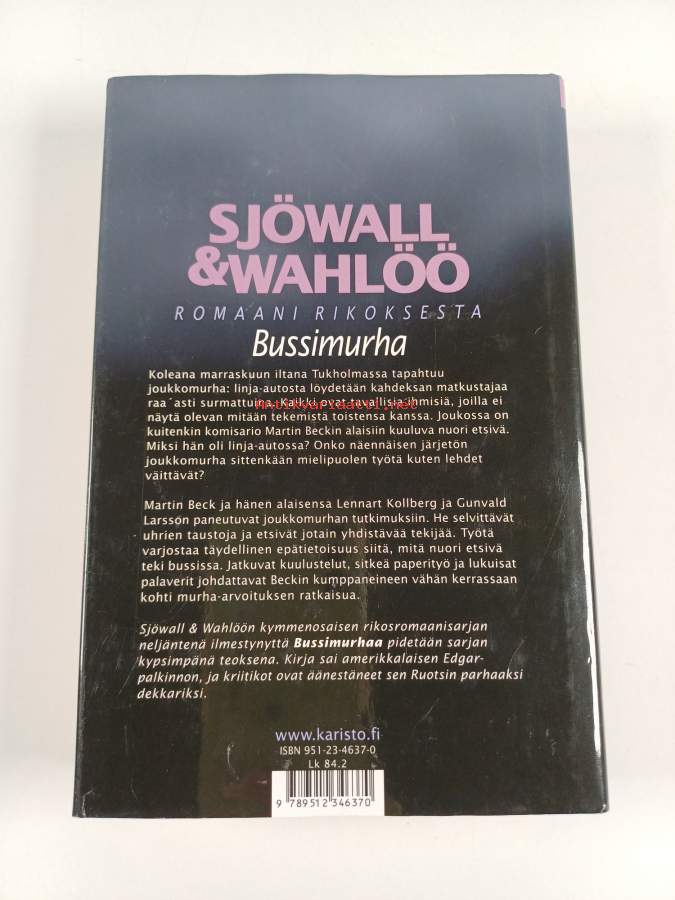 SJÖWALL
&WAHLÖÖ
ROMAANI RIKOKSESTA
Bussimurha
Koleana marraskuun iltana Tukholmassa tapahtuu
joukkomurha: linja-autosta löydetään kahdeksan matkustajaa
raa´asti surmattuina. Kaikki ovat tavallisia ihmisiä, joilla ei
Antikvariaatti.net
näytä olevan mitään tekemistä toistensa kanssa. Joukossa on
kuitenkin komisario Martin Beckin alaisiin kuuluva nuori etsivä.
Miksi hän oli linja-autossa? Onko näennäisen järjetön
joukkomurha sittenkään mielipuolen työtä kuten lehdet
väittävät?
Martin Beck ja hänen alaisensa Lennart Kollberg ja Gunvald
Larsson paneutuvat joukkomurhan tutkimuksiin. He selvittävät
uhrien taustoja ja etsivät jotain yhdistävää tekijää. Työtä
varjostaa täydellinen epätietoisuus siitä, mitä nuori etsivä
teki bussissa. Jatkuvat kuulustelut, sitkeä paperityö ja lukuisat
palaverit johdattavat Beckin kumppaneineen vähän kerrassaan
kohti murha-arvoituksen ratkaisua.
Sjöwall & Wahlöön kymmenosaisen rikosromaanisarjan
neljäntenä ilmestynyttä Bussimurhaa pidetään sarjan
kypsimpänä teoksena. Kirja sai amerikkalaisen Edgar-
palkinnon, ja kriitikot ovat äänestäneet sen Ruotsin parhaaksi
dekkariksi.
www.karisto.fi
ISBN 951-23-4637-0
Lk 84.2
9 789512 346370